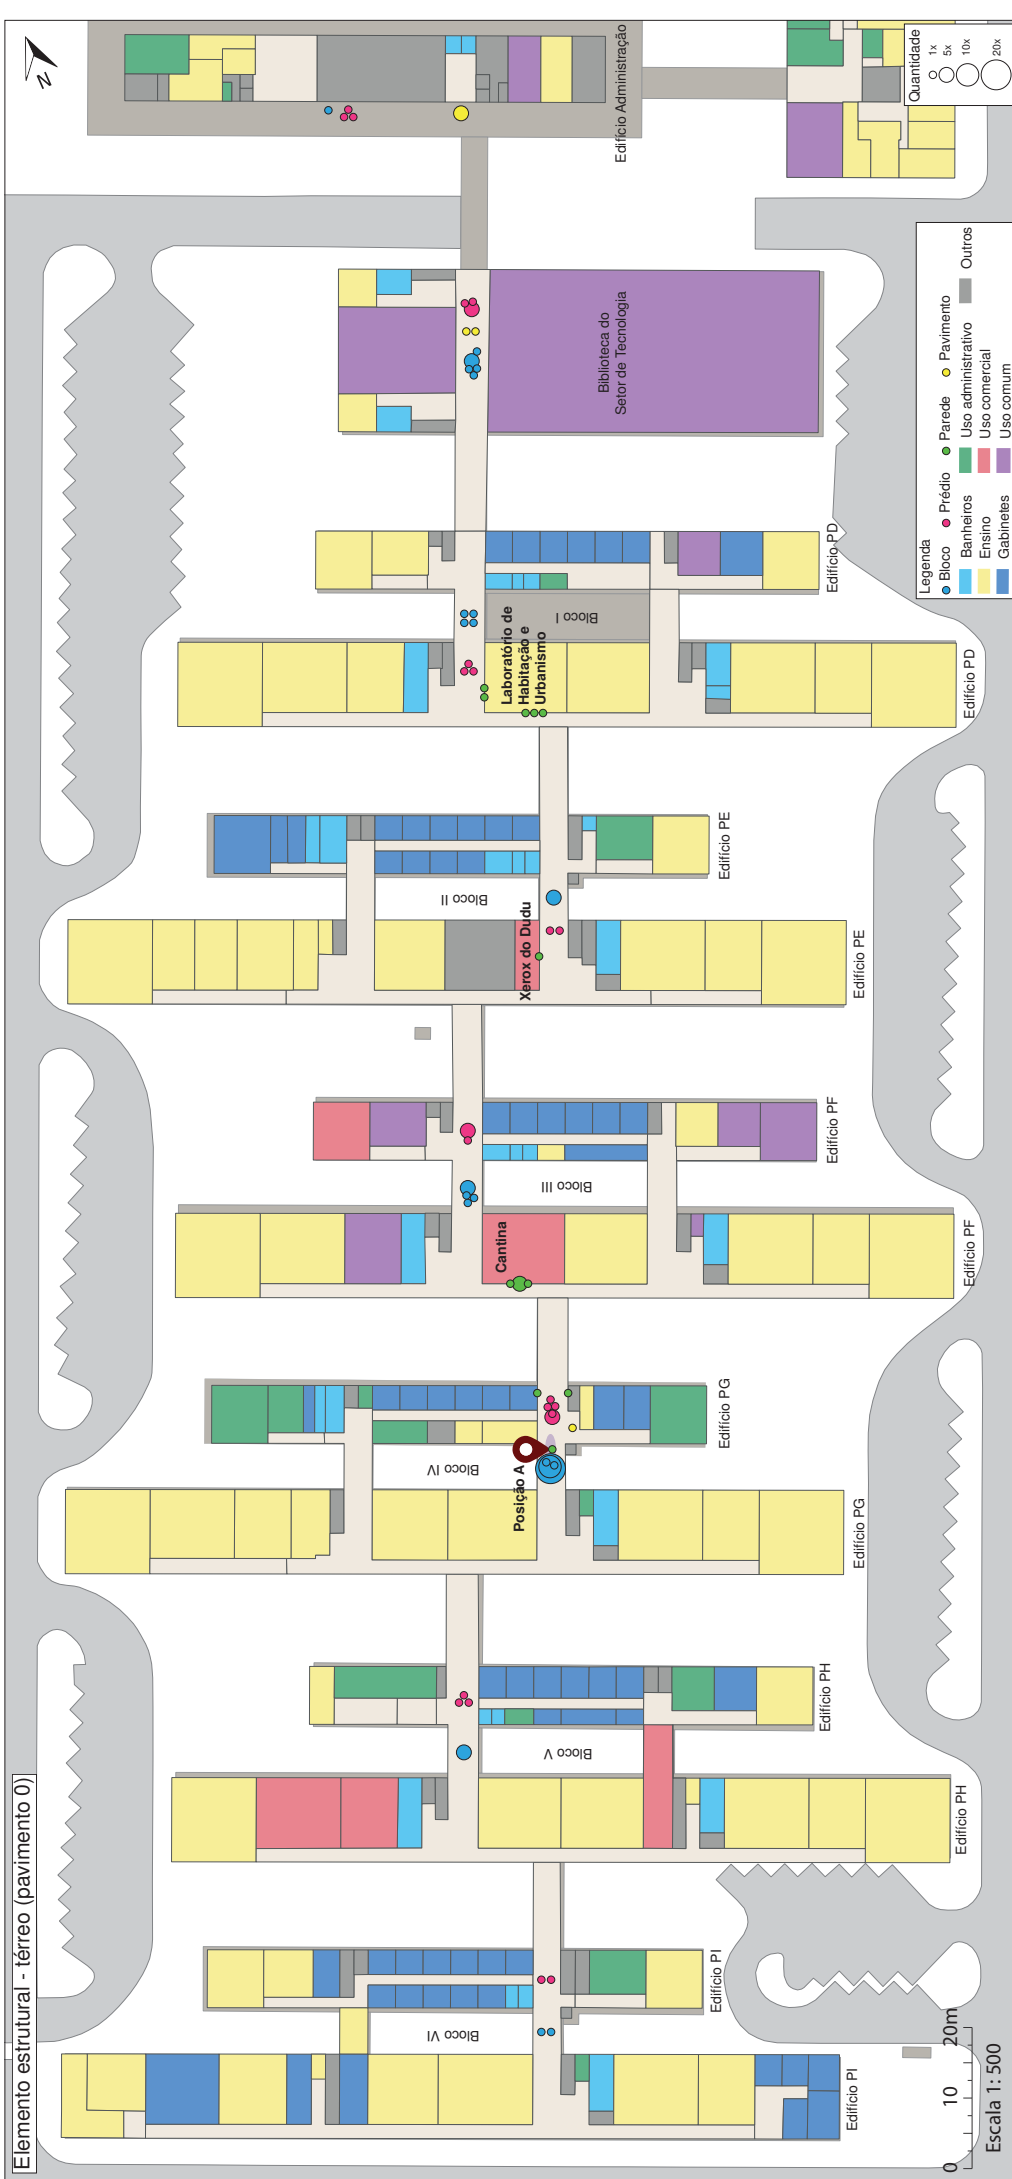 Elemento estrutural - térreo (pavimento 0)
N
Edifício Administração
Biblioteca do
Setor de Tecnologia
Edifício PD
Bloco I
Laboratório de
Habitação e
Urbanismo
Edifício PD
Edifício PE
Bloco II
Xerox do Dudu
Edifício PE
Edifício PF
Bloco III
Cantina
Edifício PF
Edifício PG
Bloco IV
Posição A
Edifício PG
Edifício PH
Bloco V
Edifício PH
Edifício PI
Bloco VI
Edifício PI
Quantidade
1x
5x
10x
20x
Legenda
Bloco
Prédio
Parede
Pavimento
Banheiros
Uso administrativo
Outros
Ensino
Uso comercial
Gabinetes
Uso comum
0 10 20m
Escala 1: 500